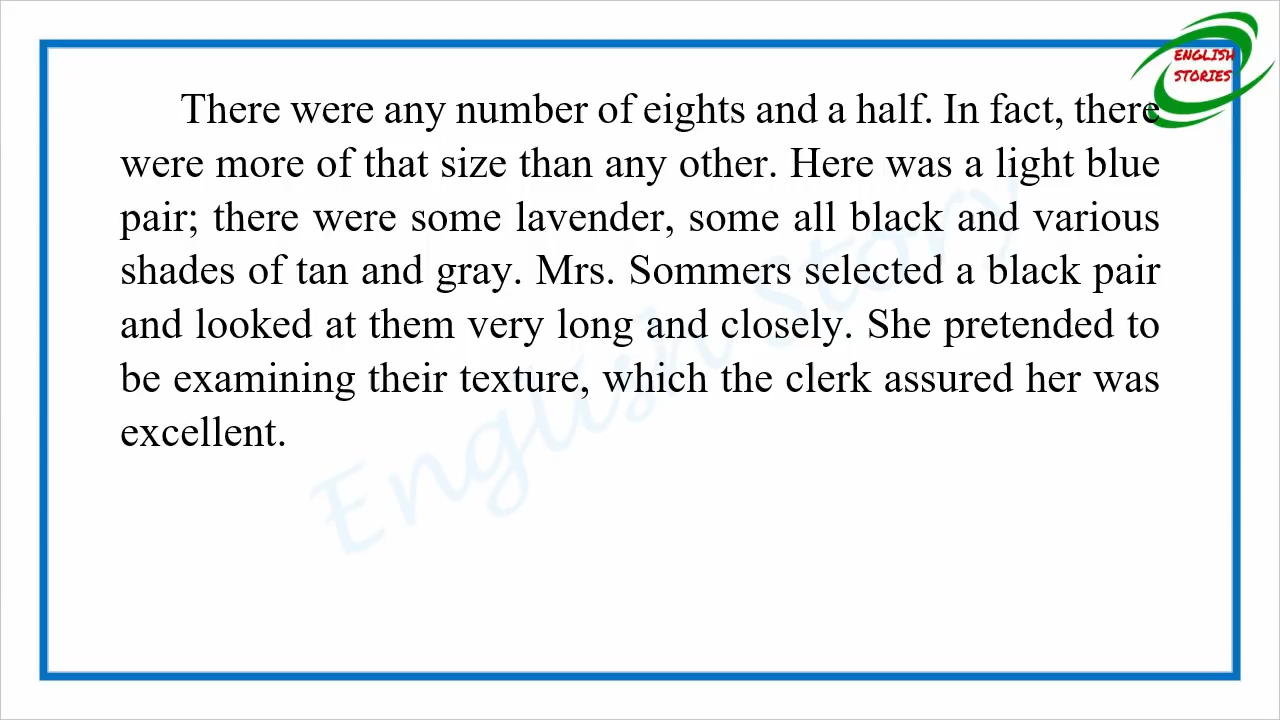 ENGLISH
STORIES
There were any number of eights and a half. In fact, there
were more of that size than any other. Here was a light blue
pair; there were some lavender, some all black and various
shades of tan and gray. Mrs. Sommers selected a black pair
and looked at them very long and closely. She pretended to
be examining their texture, which the clerk assured her was
excellent.
English Story